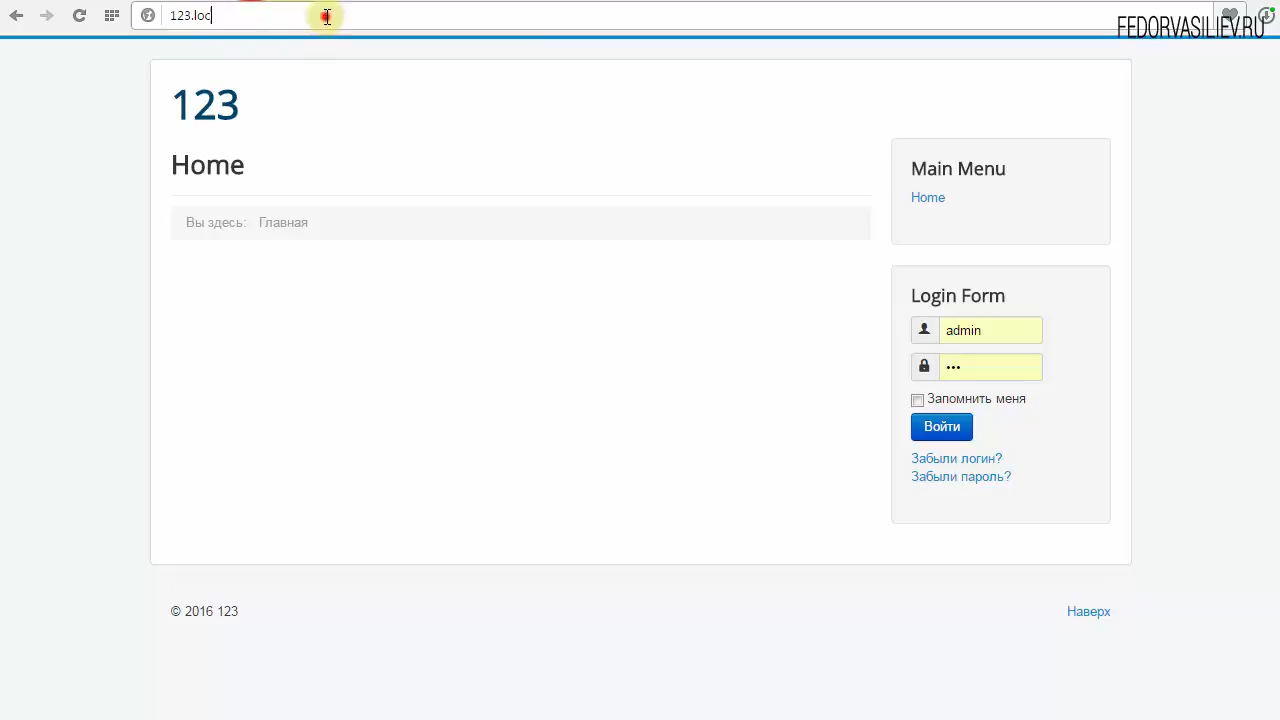 123.loc
FEDORVASILIEV.RU
123
Home
Вы здесь: Главная
Main Menu
Home
Login Form
admin
•••
Запомнить меня
Войти
Забыли логин?
Забыли пароль?
© 2016 123
Наверх